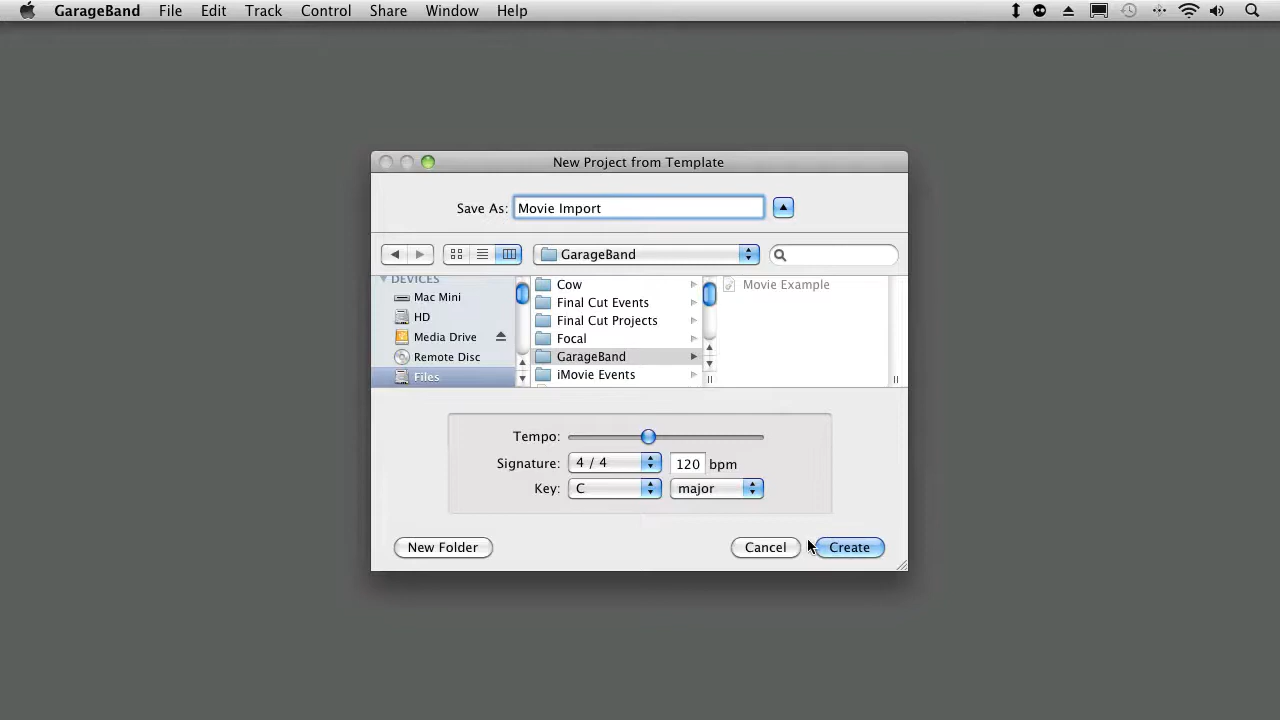 GarageBand File Edit Track Control Share Window Help
New Project from Template
Save As: Movie Import
GarageBand
DEVICES
Mac Mini
HD
Media Drive
Remote Disc
Files
Cow
Final Cut Events
Final Cut Projects
Focal
GarageBand
iMovie Events
Movie Example
Tempo:
Signature: 4 / 4 120 bpm
Key: C major
New Folder Cancel Create